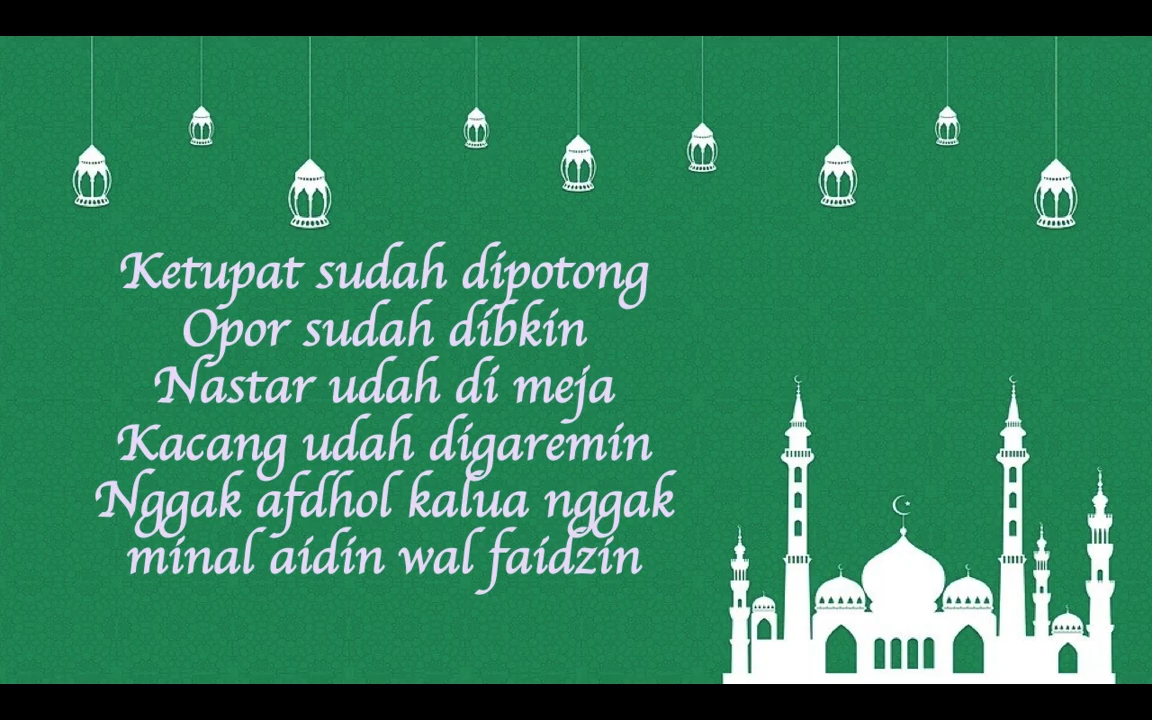 Ketupat sudah dipotong
Opor sudah dibkin
Nastar udah di meja
Kacang udah digaremin
Nggak afdhol kalua nggak
minal aidin wal faidzin